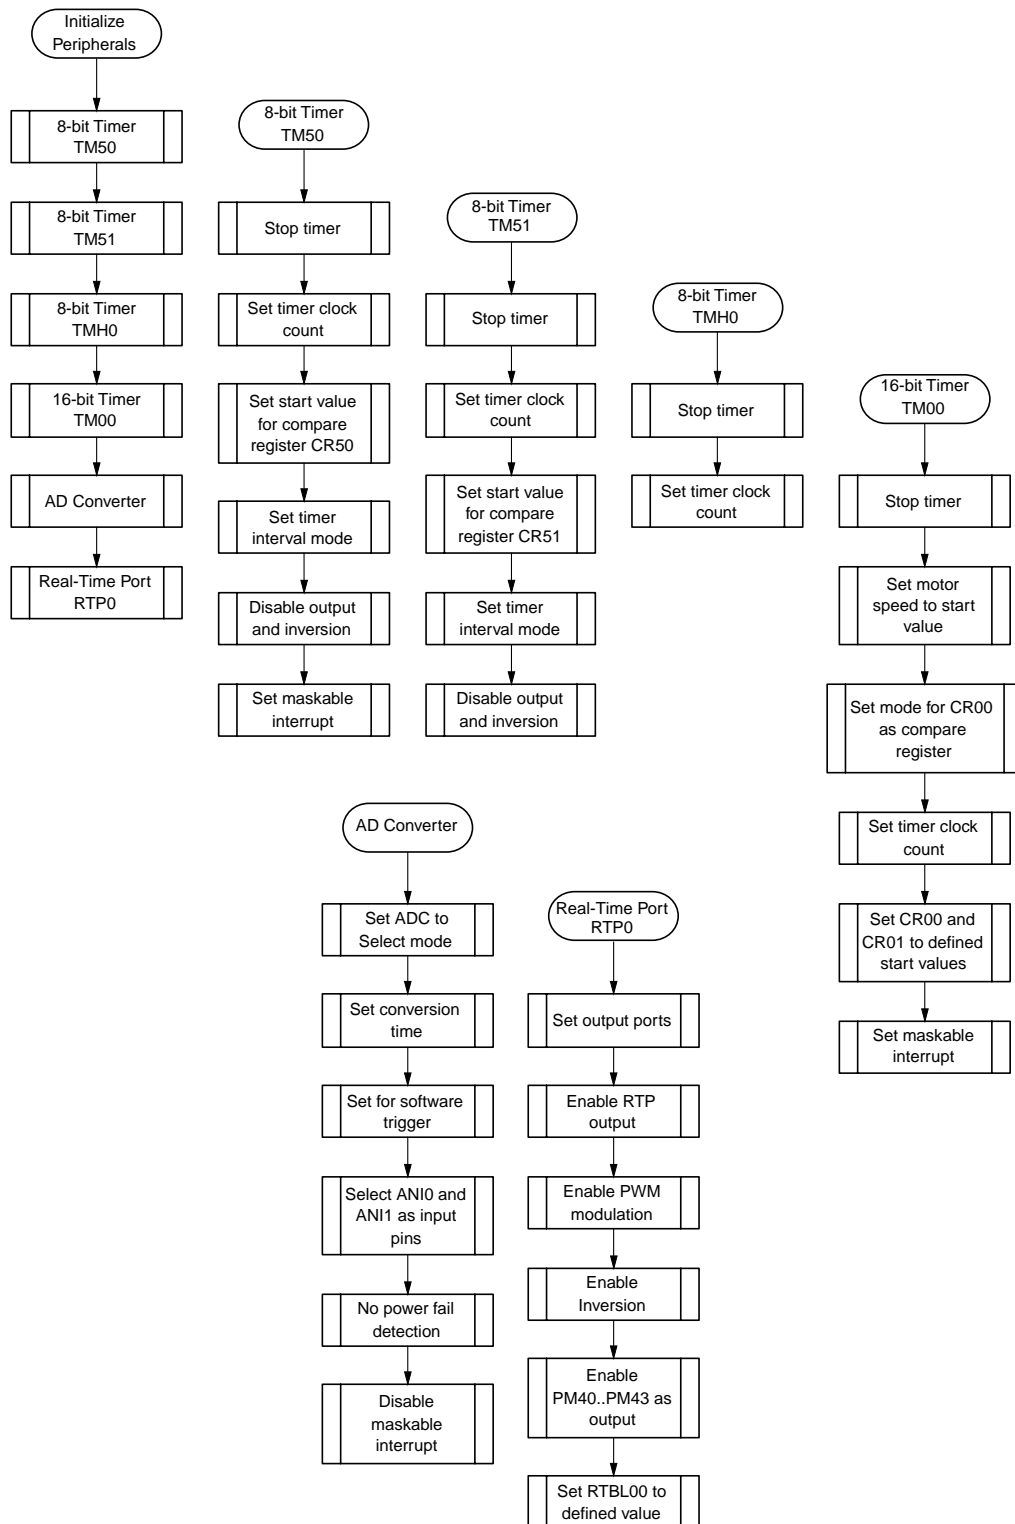 Initialize
Peripherals
8-bit Timer
TM50
8-bit Timer
TM51
8-bit Timer
TMH0
16-bit Timer
TM00
AD Converter
Real-Time Port
RTP0
8-bit Timer
TM50
Stop timer
Set timer clock
count
Set start value
for compare
register CR50
Set timer
interval mode
Disable output
and inversion
Set maskable
interrupt
8-bit Timer
TM51
Stop timer
Set timer clock
count
Set start value
for compare
register CR51
Set timer
interval mode
Disable output
and inversion
8-bit Timer
TMH0
Stop timer
Set timer clock
count
16-bit Timer
TM00
Stop timer
Set motor
speed to start
value
Set mode for CR00
as compare
register
Set timer clock
count
Set CR00 and
CR01 to defined
start values
Set maskable
interrupt
AD Converter
Set ADC to
Select mode
Set conversion
time
Set for software
trigger
Select ANI0 and
ANI1 as input
pins
No power fail
detection
Disable
maskable
interrupt
Real-Time Port
RTP0
Set output ports
Enable RTP
output
Enable PWM
modulation
Enable
Inversion
Enable
PM40..PM43 as
output
Set RTBL00 to
defined value